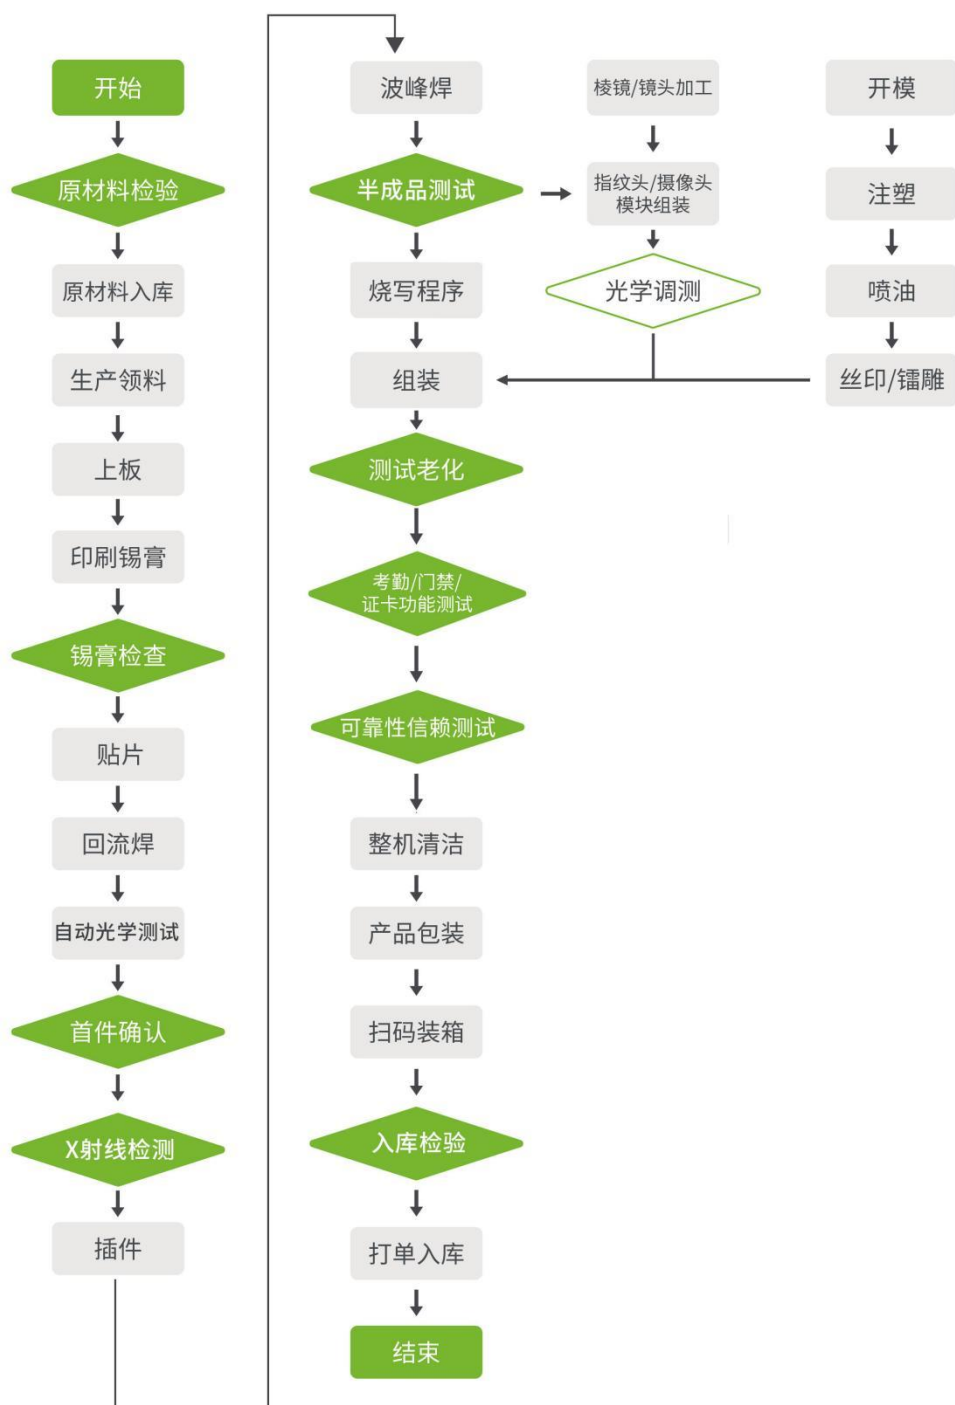 开始
原材料检验
原材料入库
生产领料
上板
印刷锡膏
锡膏检查
贴片
回流焊
自动光学测试
首件确认
X射线检测
插件
波峰焊
半成品测试
烧写程序
组装
测试老化
考勤/门禁/
证卡功能测试
可靠性信赖测试
整机清洁
产品包装
扫码装箱
入库检验
打单入库
结束
棱镜/镜头加工
指纹头/摄像头
模块组装
光学调测
开模
注塑
喷油
丝印/镭雕